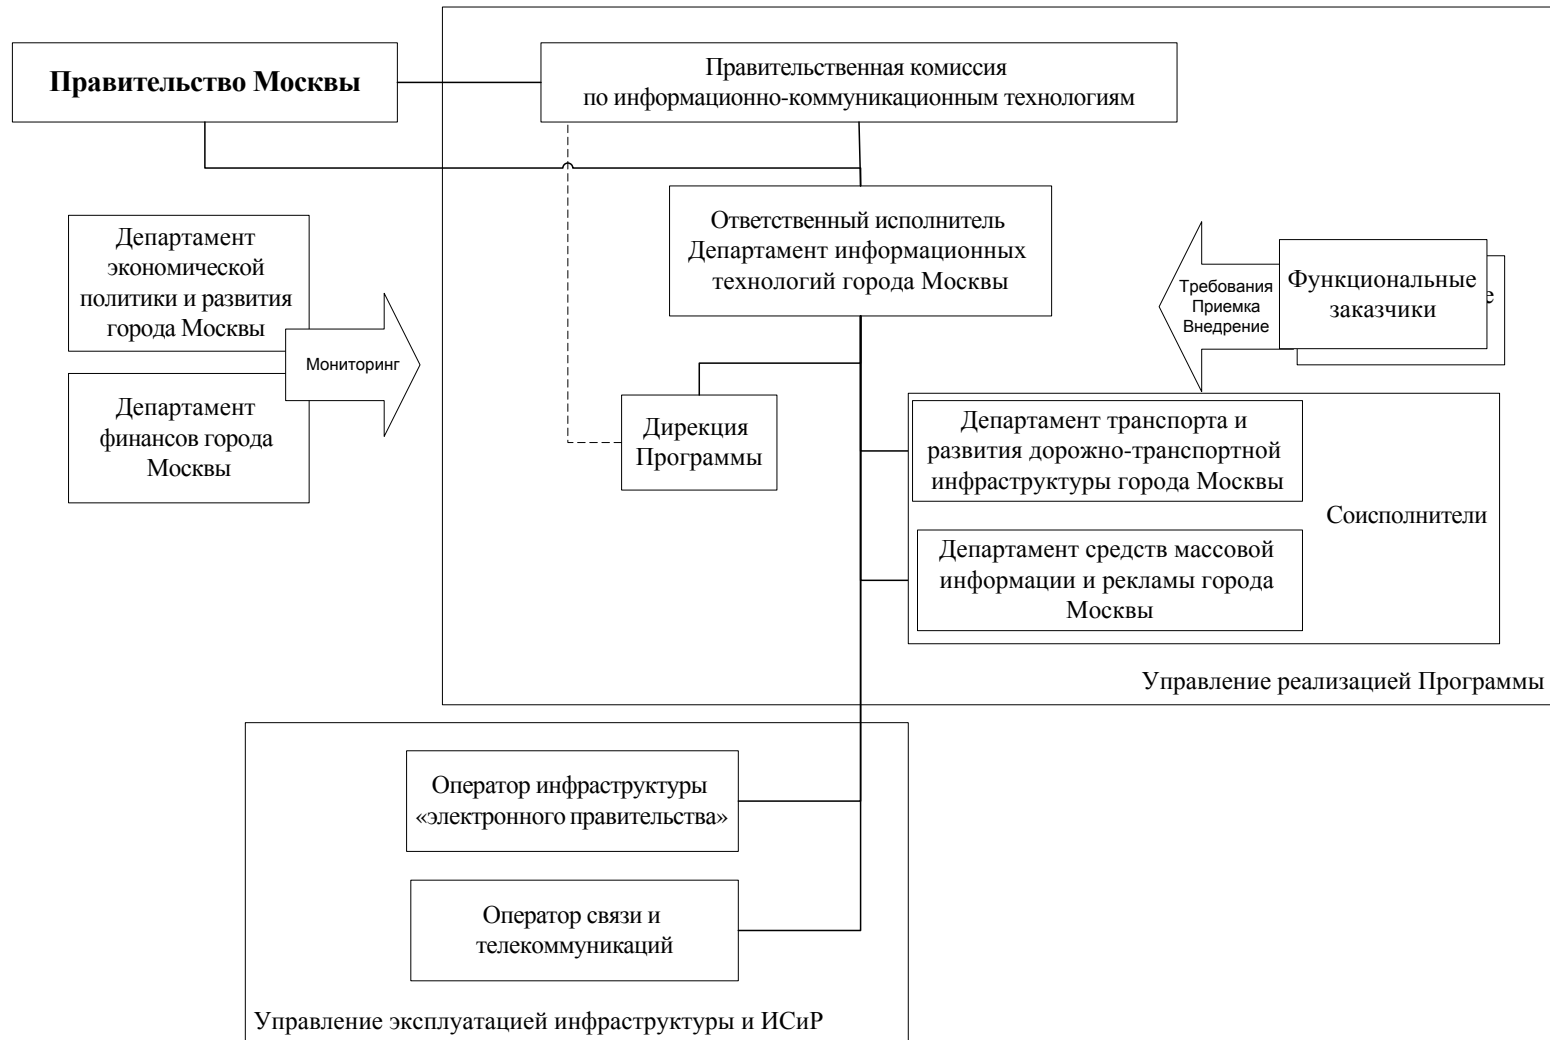 Правительство Москвы
Правительственная комиссия
по информационно-коммуникационным технологиям
Ответственный исполнитель
Департамент информационных
технологий города Москвы
Департамент
экономической
политики и развития
города Москвы
Мониторинг
Департамент
финансов города
Москвы
Требования
Приемка
Внедрение
Функциональные
заказчики
Дирекция
Программы
Департамент транспорта и
развития дорожно-транспортной
инфраструктуры города Москвы
Соисполнители
Департамент средств массовой
информации и рекламы города
Москвы
Управление реализацией Программы
Оператор инфраструктуры
«электронного правительства»
Оператор связи и
телекоммуникаций
Управление эксплуатацией инфраструктуры и ИСиР